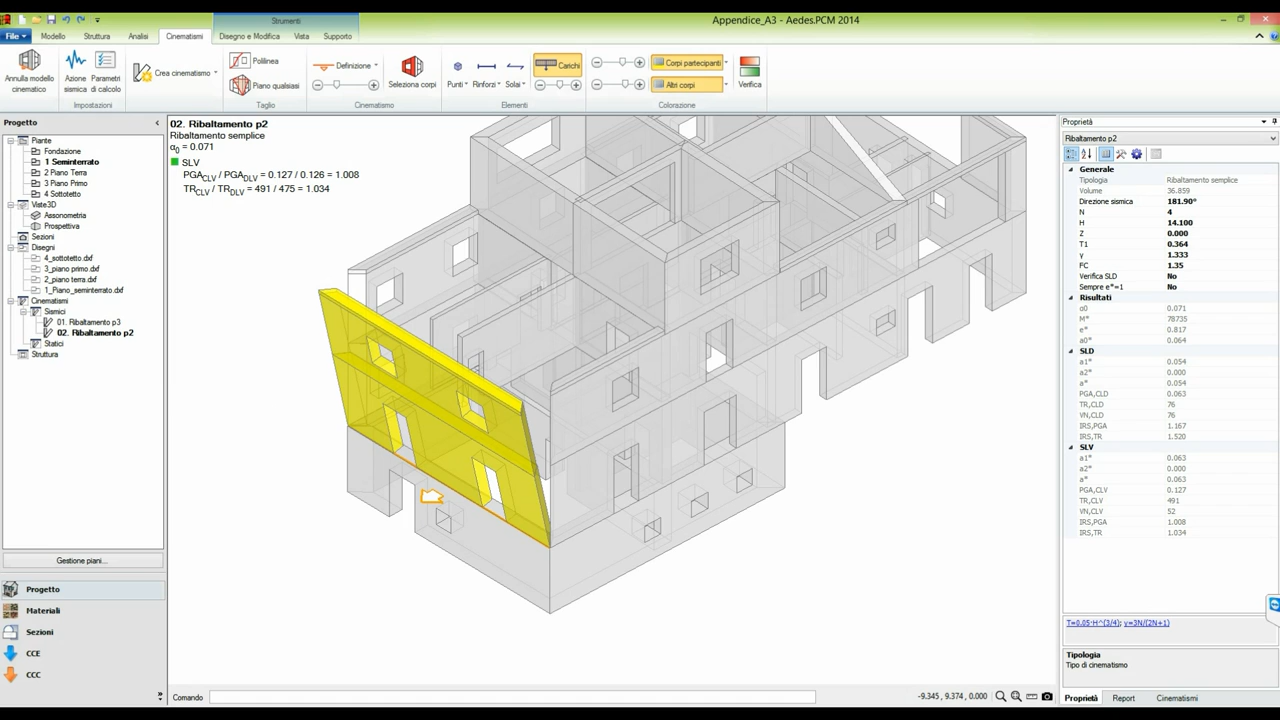 Appendice_A3 - Aedes.PCM 2014
Strumenti
File
Modello
Struttura
Analisi
Cinematismi
Disegno e Modifica
Vista
Supporto
Annulla modello cinematico
Azione sismica
Parametri di calcolo
Impostazioni
Crea cinematismo
Polilinea
Piano qualsiasi
Taglio
Definizione
Cinematismo
Seleziona corpi
Punti
Rinforzi
Solai
Carichi
Elementi
Corpi partecipanti
Altri corpi
Colorazione
Verifica
Progetto
Piante
Fondazione
1 Seminterrato
2 Piano Terra
3 Piano Primo
4 Sottotetto
Viste3D
Assonometria
Prospettiva
Sezioni
Disegni
4_sottotetto.dxf
3_piano primo.dxf
2_piano terra.dxf
1_Piano_seminterrato.dxf
Cinematismi
Sismici
01. Ribaltamento p3
02. Ribaltamento p2
Statici
Struttura
Gestione piani...
Progetto
Materiali
Sezioni
CCE
CCC
02. Ribaltamento p2
Ribaltamento semplice
α0 = 0.071
SLV
PGACLV / PGADLV = 0.127 / 0.126 = 1.008
TRCLV / TRDLV = 491 / 475 = 1.034
Comando
-9.345 , 9.374 , 0.000
Proprietà
Ribaltamento p2
Generale
Tipologia Ribaltamento semplice
Volume 36.859
Direzione sismica 181.90°
N 4
H 14.100
Z 0.000
T1 0.364
γ 1.333
FC 1.35
Verifica SLD No
Sempre e*=1 No
Risultati
α0 0.071
M* 78735
e* 0.817
a0* 0.064
SLD
a1* 0.054
a2* 0.000
a* 0.054
PGA,CLD 0.063
TR,CLD 76
VN,CLD 76
IRS,PGA 1.167
IRS,TR 1.520
SLV
a1* 0.063
a2* 0.000
a* 0.063
PGA,CLV 0.127
TR,CLV 491
VN,CLV 52
IRS,PGA 1.008
IRS,TR 1.034
T=0.05·H^(3/4); γ=3N/(2N+1)
Tipologia
Tipo di cinematismo
Proprietà
Report
Cinematismi